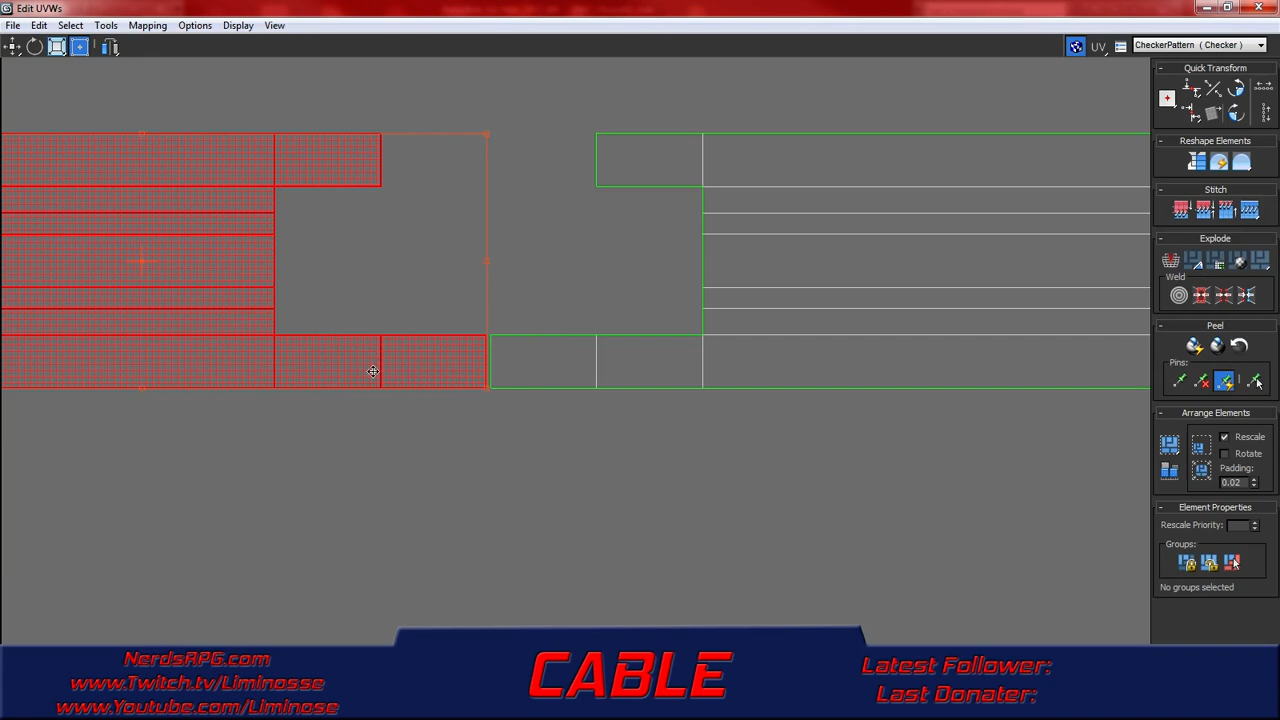 Edit UVWs
File Edit Select Tools Mapping Options Display View
UV CheckerPattern ( Checker )
Quick Transform
Reshape Elements
Stitch
Explode
Weld
Peel
Pins:
Arrange Elements
Rescale
Rotate
Padding:
0.02
Element Properties
Rescale Priority:
Groups:
No groups selected
NerdsRPG.com
www.Twitch.tv/Liminosse
www.Youtube.com/Liminose
CABLE
Latest Follower:
Last Donater: